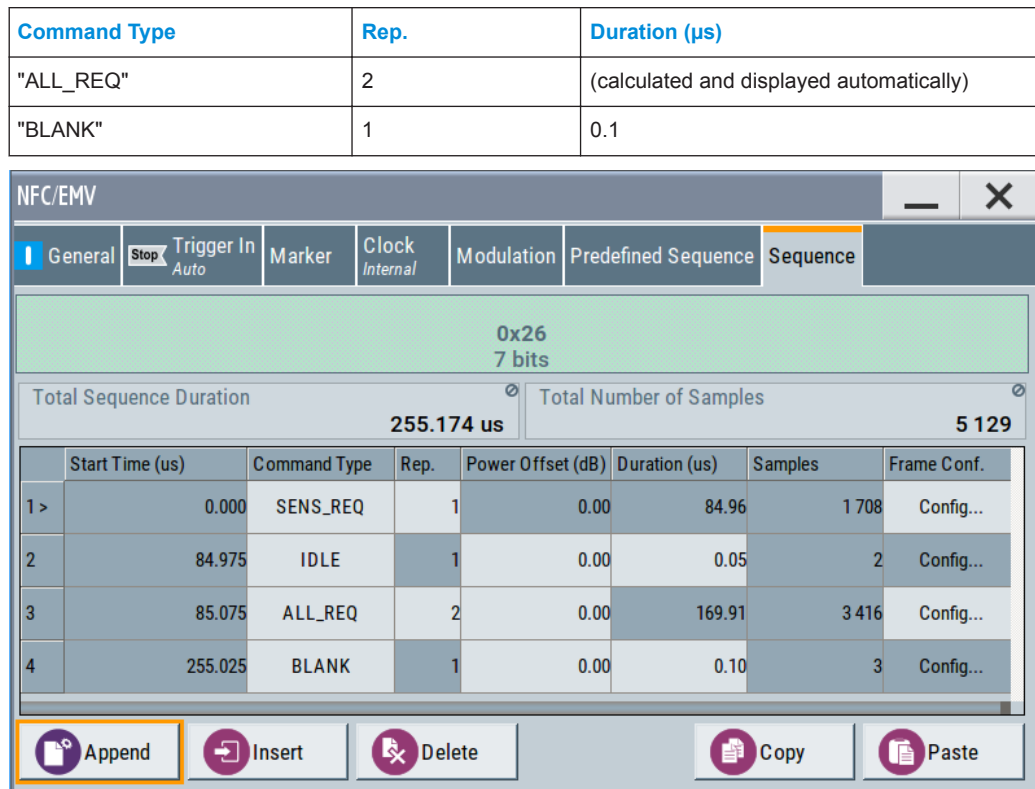 Command Type Rep. Duration (µs)
"ALL_REQ" 2 (calculated and displayed automatically)
"BLANK" 1 0.1
NFC/EMV
General Stop Trigger In Auto Marker Clock Internal Modulation Predefined Sequence Sequence
0x26
7 bits
Total Sequence Duration Total Number of Samples
255.174 us 5 129
Start Time (us) Command Type Rep. Power Offset (dB) Duration (us) Samples Frame Conf.
1 > 0.000 SENS_REQ 1 0.00 84.96 1 708 Config...
2 84.975 IDLE 1 0.00 0.05 2 Config...
3 85.075 ALL_REQ 2 0.00 169.91 3 416 Config...
4 255.025 BLANK 1 0.00 0.10 3 Config...
Append Insert Delete Copy Paste